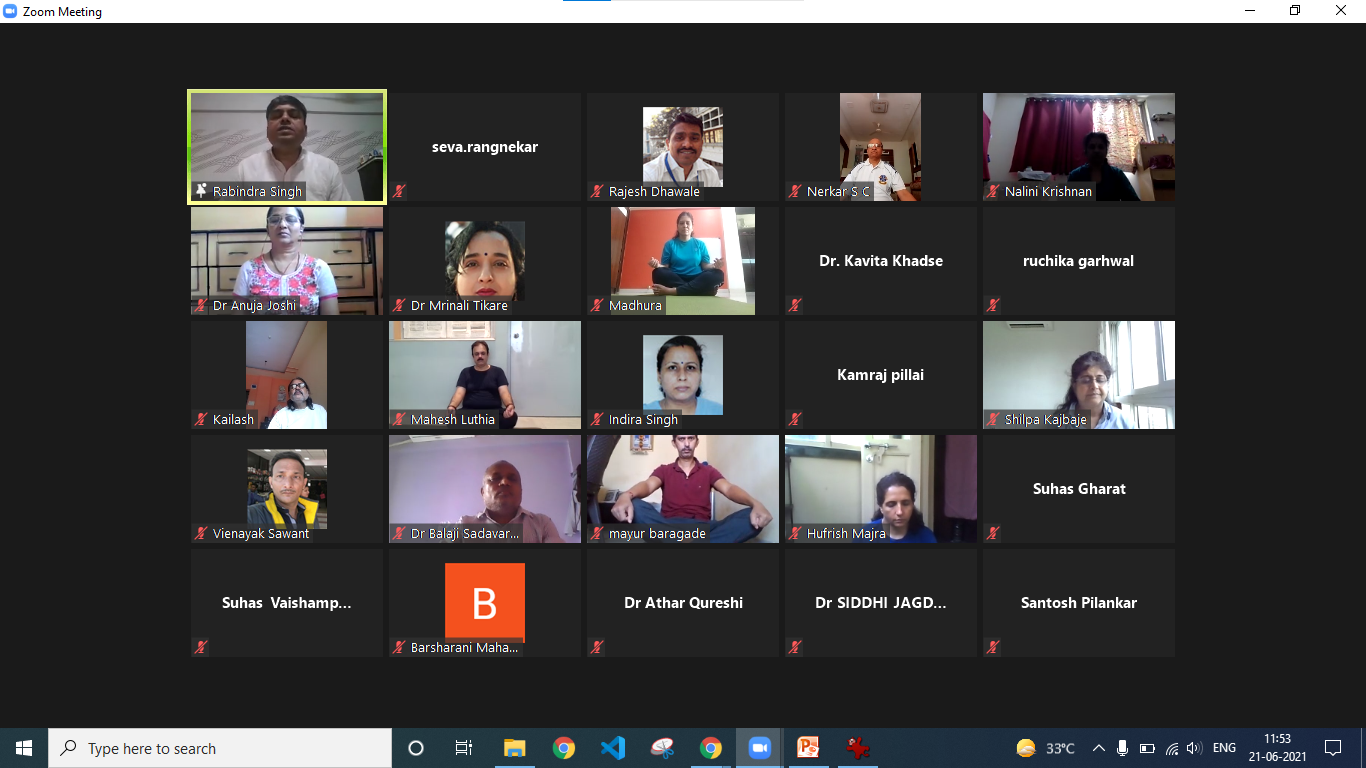 Zoom Meeting
Rabindra Singh
seva.rangnekar
Rajesh Dhawale
Nerkar S C
Nalini Krishnan
Dr Anuja Joshi
Dr Mrinali Tikare
Madhura
Dr. Kavita Khadse
ruchika garhwal
Kailash
Mahesh Luthia
Indira Singh
Kamraj pillai
Shilpa Kajbaje
Vienayak Sawant
Dr Balaji Sadavar...
mayur baragade
Hufrish Majra
Suhas Gharat
Suhas Vaishamp...
B
Barsharani Maha...
Dr Athar Qureshi
Dr SIDDHI JAGD...
Santosh Pilankar
Type here to search
33°C
ENG
11:53
21-06-2021